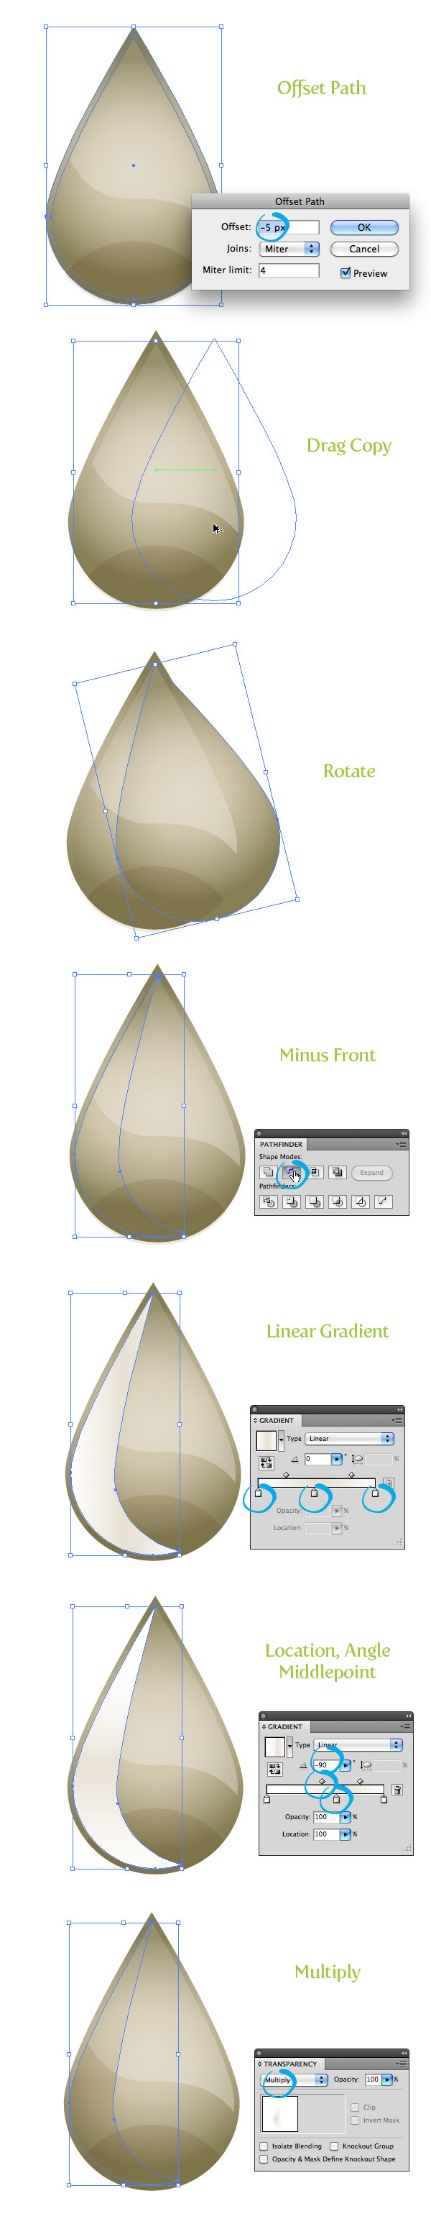 Offset Path
Offset Path
Offset: -5 px OK
Joins: Miter Cancel
Miter limit: 4 Preview
Drag Copy
Rotate
Minus Front
PATHFINDER
Shape Modes:
Expand
Pathfinders:
Linear Gradient
GRADIENT
Type Linear
0 ° %
Opacity: %
Location: %
Location, Angle
Middlepoint
GRADIENT
Type Linear
-90 ° %
Opacity: 100 %
Location: 100 %
Multiply
TRANSPARENCY
Multiply Opacity: 100 %
Clip
Invert Mask
Isolate Blending Knockout Group
Opacity & Mask Define Knockout Shape